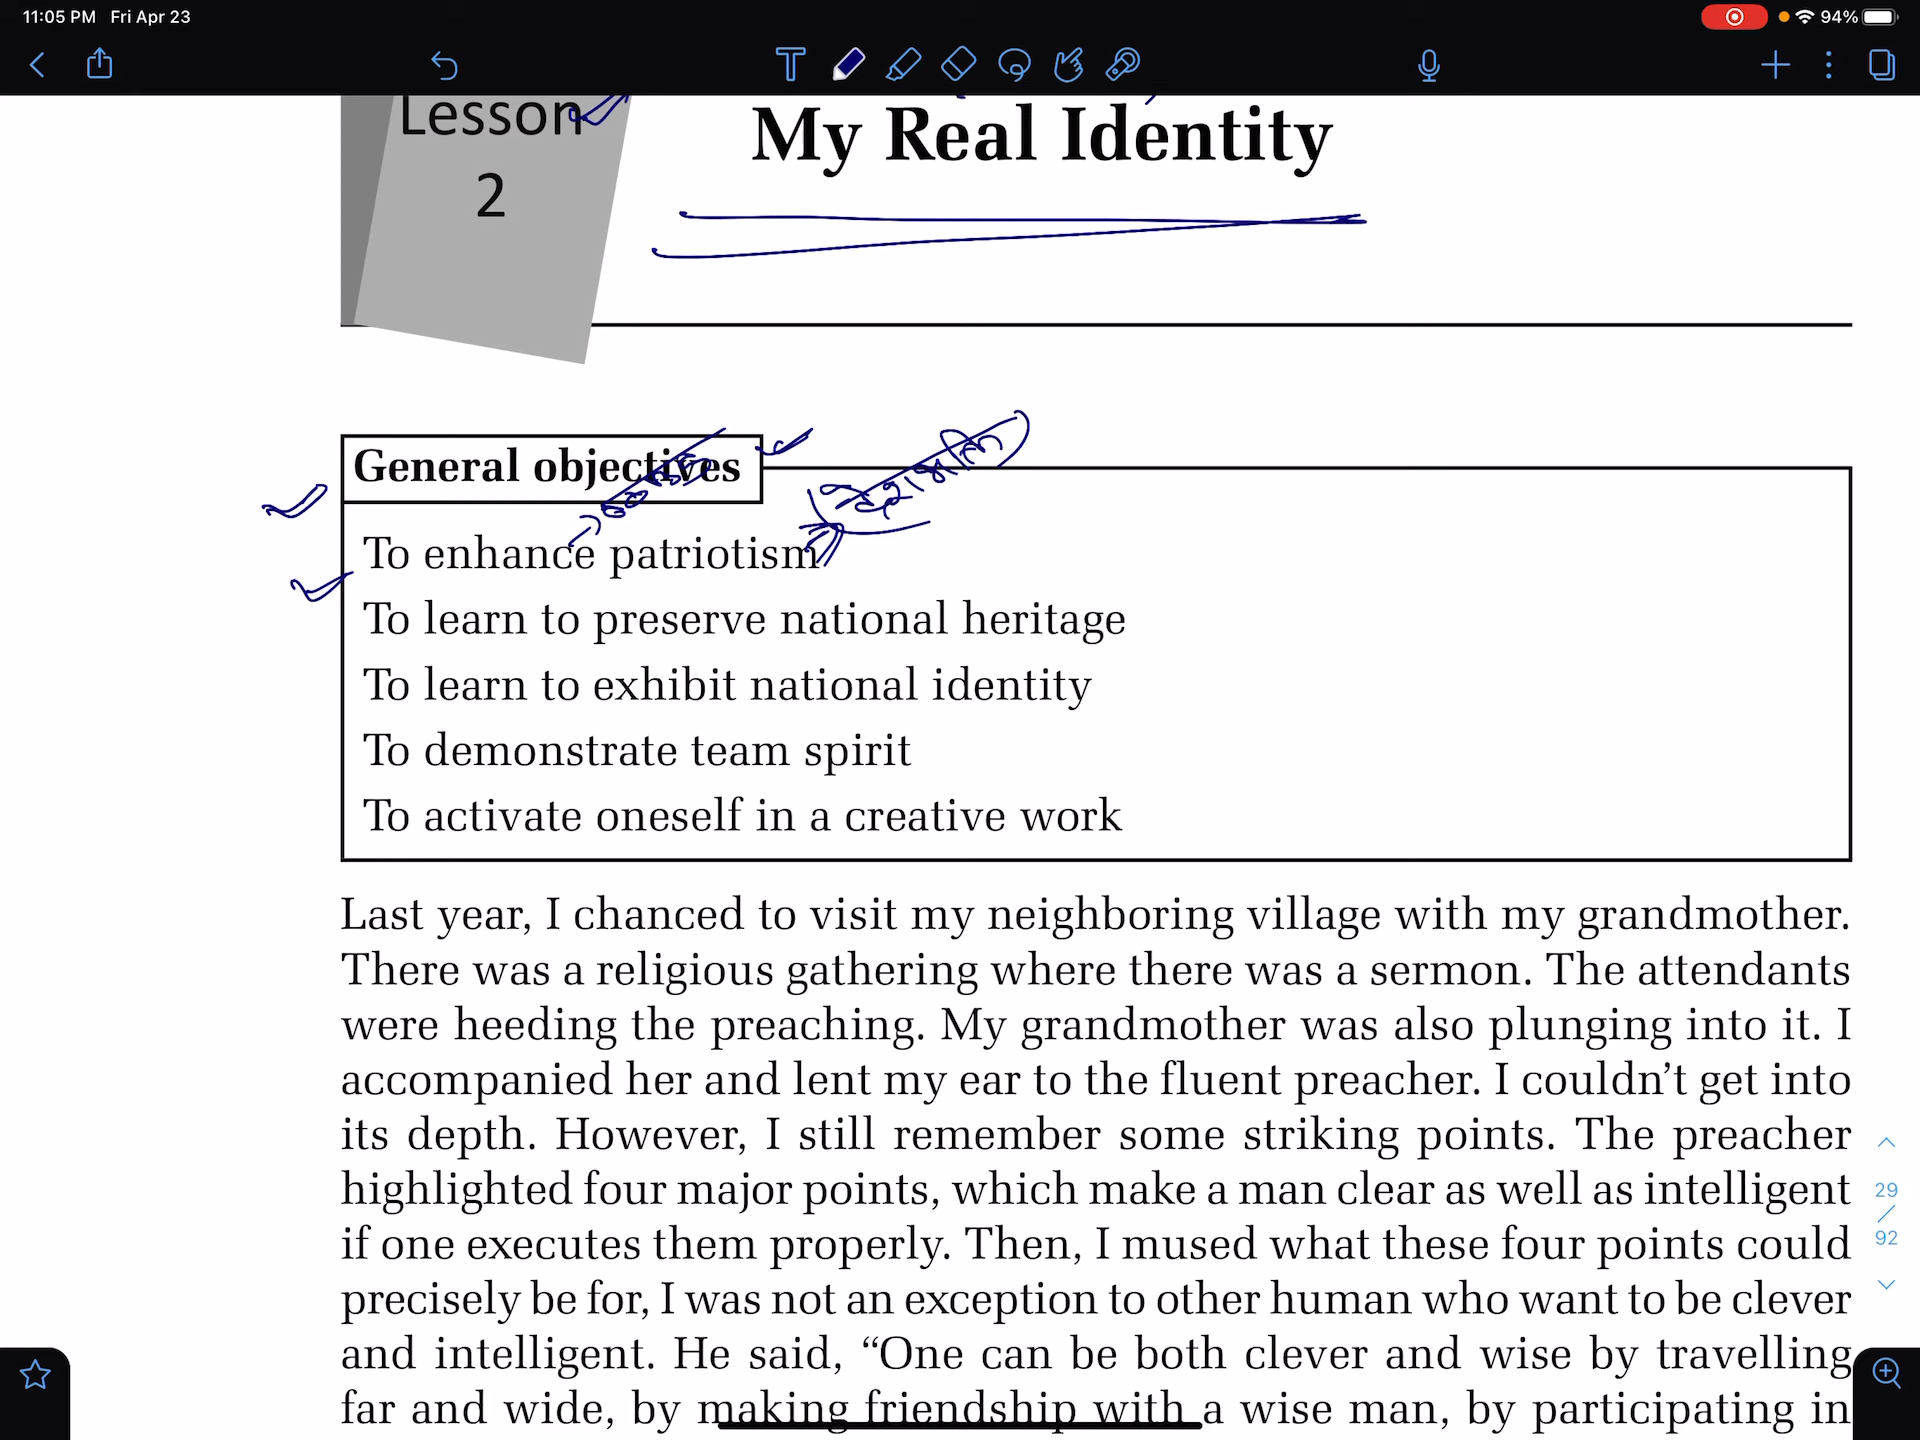 11:05 PM Fri Apr 23
94%
Lesson
2
My Real Identity
General objectives
To enhance patriotism
To learn to preserve national heritage
To learn to exhibit national identity
To demonstrate team spirit
To activate oneself in a creative work
Last year, I chanced to visit my neighboring village with my grandmother.
There was a religious gathering where there was a sermon. The attendants
were heeding the preaching. My grandmother was also plunging into it. I
accompanied her and lent my ear to the fluent preacher. I couldn’t get into
its depth. However, I still remember some striking points. The preacher
highlighted four major points, which make a man clear as well as intelligent
if one executes them properly. Then, I mused what these four points could
precisely be for, I was not an exception to other human who want to be clever
and intelligent. He said, “One can be both clever and wise by travelling
far and wide, by making friendship with a wise man, by participating in
29
/
92